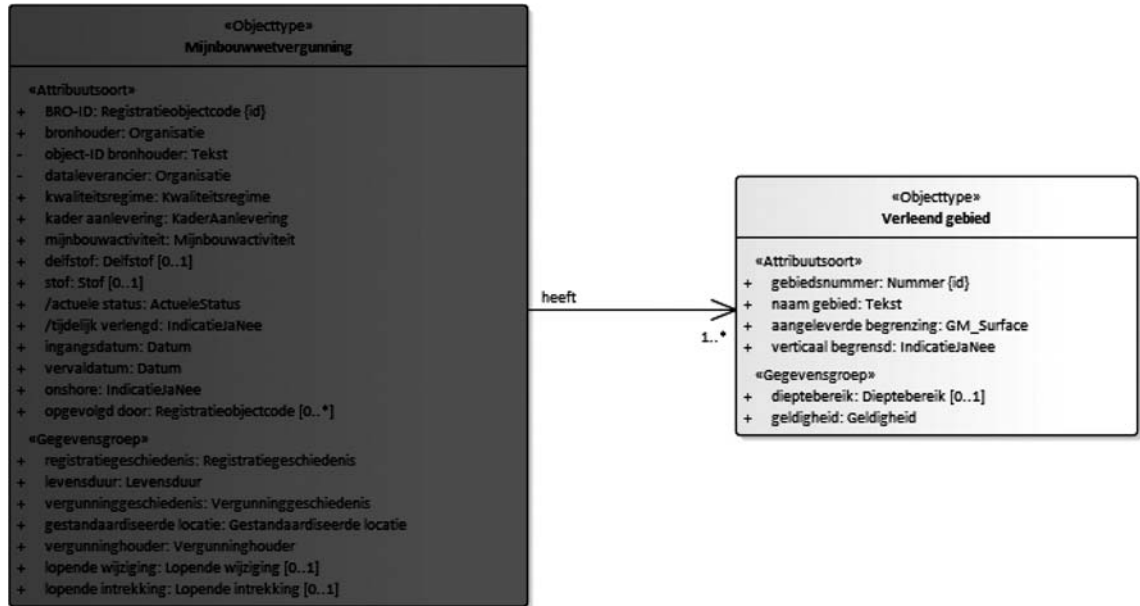 «Objecttype»
Mijnbouwwetvergunning
«Attribuutsoort»
+ BRO-ID: Registratieobjectcode {id}
+ bronhouder: Organisatie
- object-ID bronhouder: Tekst
- dataleverancier: Organisatie
+ kwaliteitsregime: Kwaliteitsregime
+ kader aanlevering: KaderAanlevering
+ mijnbouwactiviteit: Mijnbouwactiviteit
+ delfstof: Delfstof [0..1]
+ stof: Stof [0..1]
+ /actuele status: ActueleStatus
+ /tijdelijk verlengd: IndicatieJaNee
+ ingangsdatum: Datum
+ vervaldatum: Datum
+ onshore: IndicatieJaNee
+ opgevolgd door: Registratieobjectcode [0..*]
«Gegevensgroep»
+ registratiegeschiedenis: Registratiegeschiedenis
+ levensduur: Levensduur
+ vergunninggeschiedenis: Vergunninggeschiedenis
+ gestandaardiseerde locatie: Gestandaardiseerde locatie
+ vergunninghouder: Vergunninghouder
+ lopende wijziging: Lopende wijziging [0..1]
+ lopende intrekking: Lopende intrekking [0..1]
heeft
1..*
«Objecttype»
Verleend gebied
«Attribuutsoort»
+ gebiedsnummer: Nummer {id}
+ naam gebied: Tekst
+ aangeleverde begrenzing: GM_Surface
+ verticaal begrensd: IndicatieJaNee
«Gegevensgroep»
+ dieptebereik: Dieptebereik [0..1]
+ geldigheid: Geldigheid